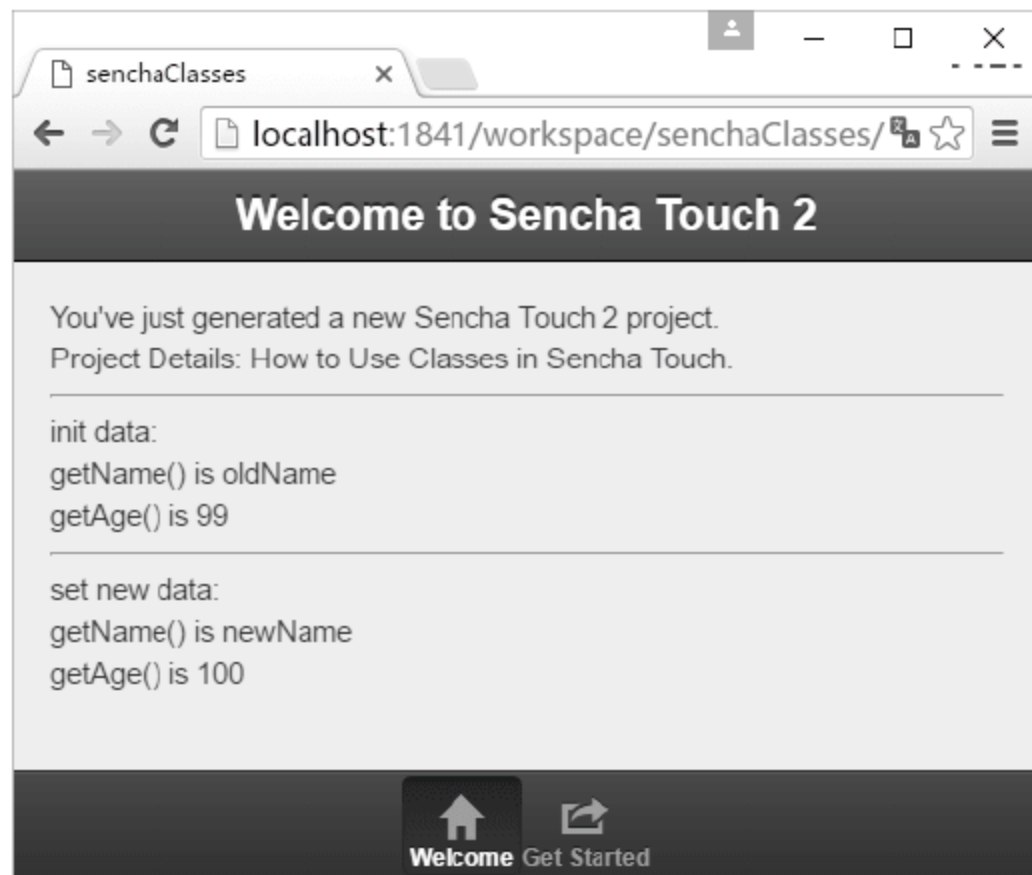 senchaClasses
localhost:1841/workspace/senchaClasses/
Welcome to Sencha Touch 2
You've just generated a new Sencha Touch 2 project.
Project Details: How to Use Classes in Sencha Touch.
init data:
getName() is oldName
getAge() is 99
set new data:
getName() is newName
getAge() is 100
Welcome Get Started